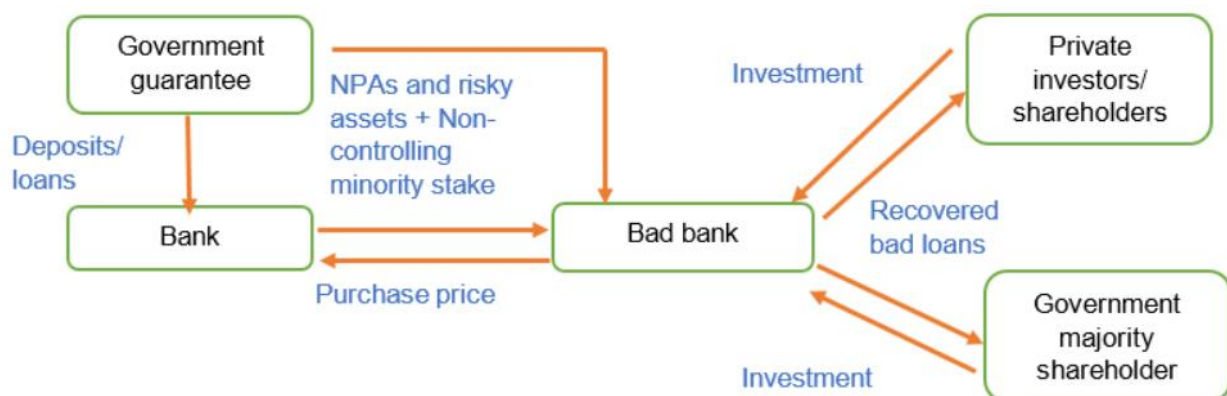 Government
guarantee
Deposits/
loans
NPAs and risky
assets + Non-
controlling
minority stake
Investment
Private
investors/
shareholders
Bank
Bad bank
Recovered
bad loans
Purchase price
Investment
Government
majority
shareholder